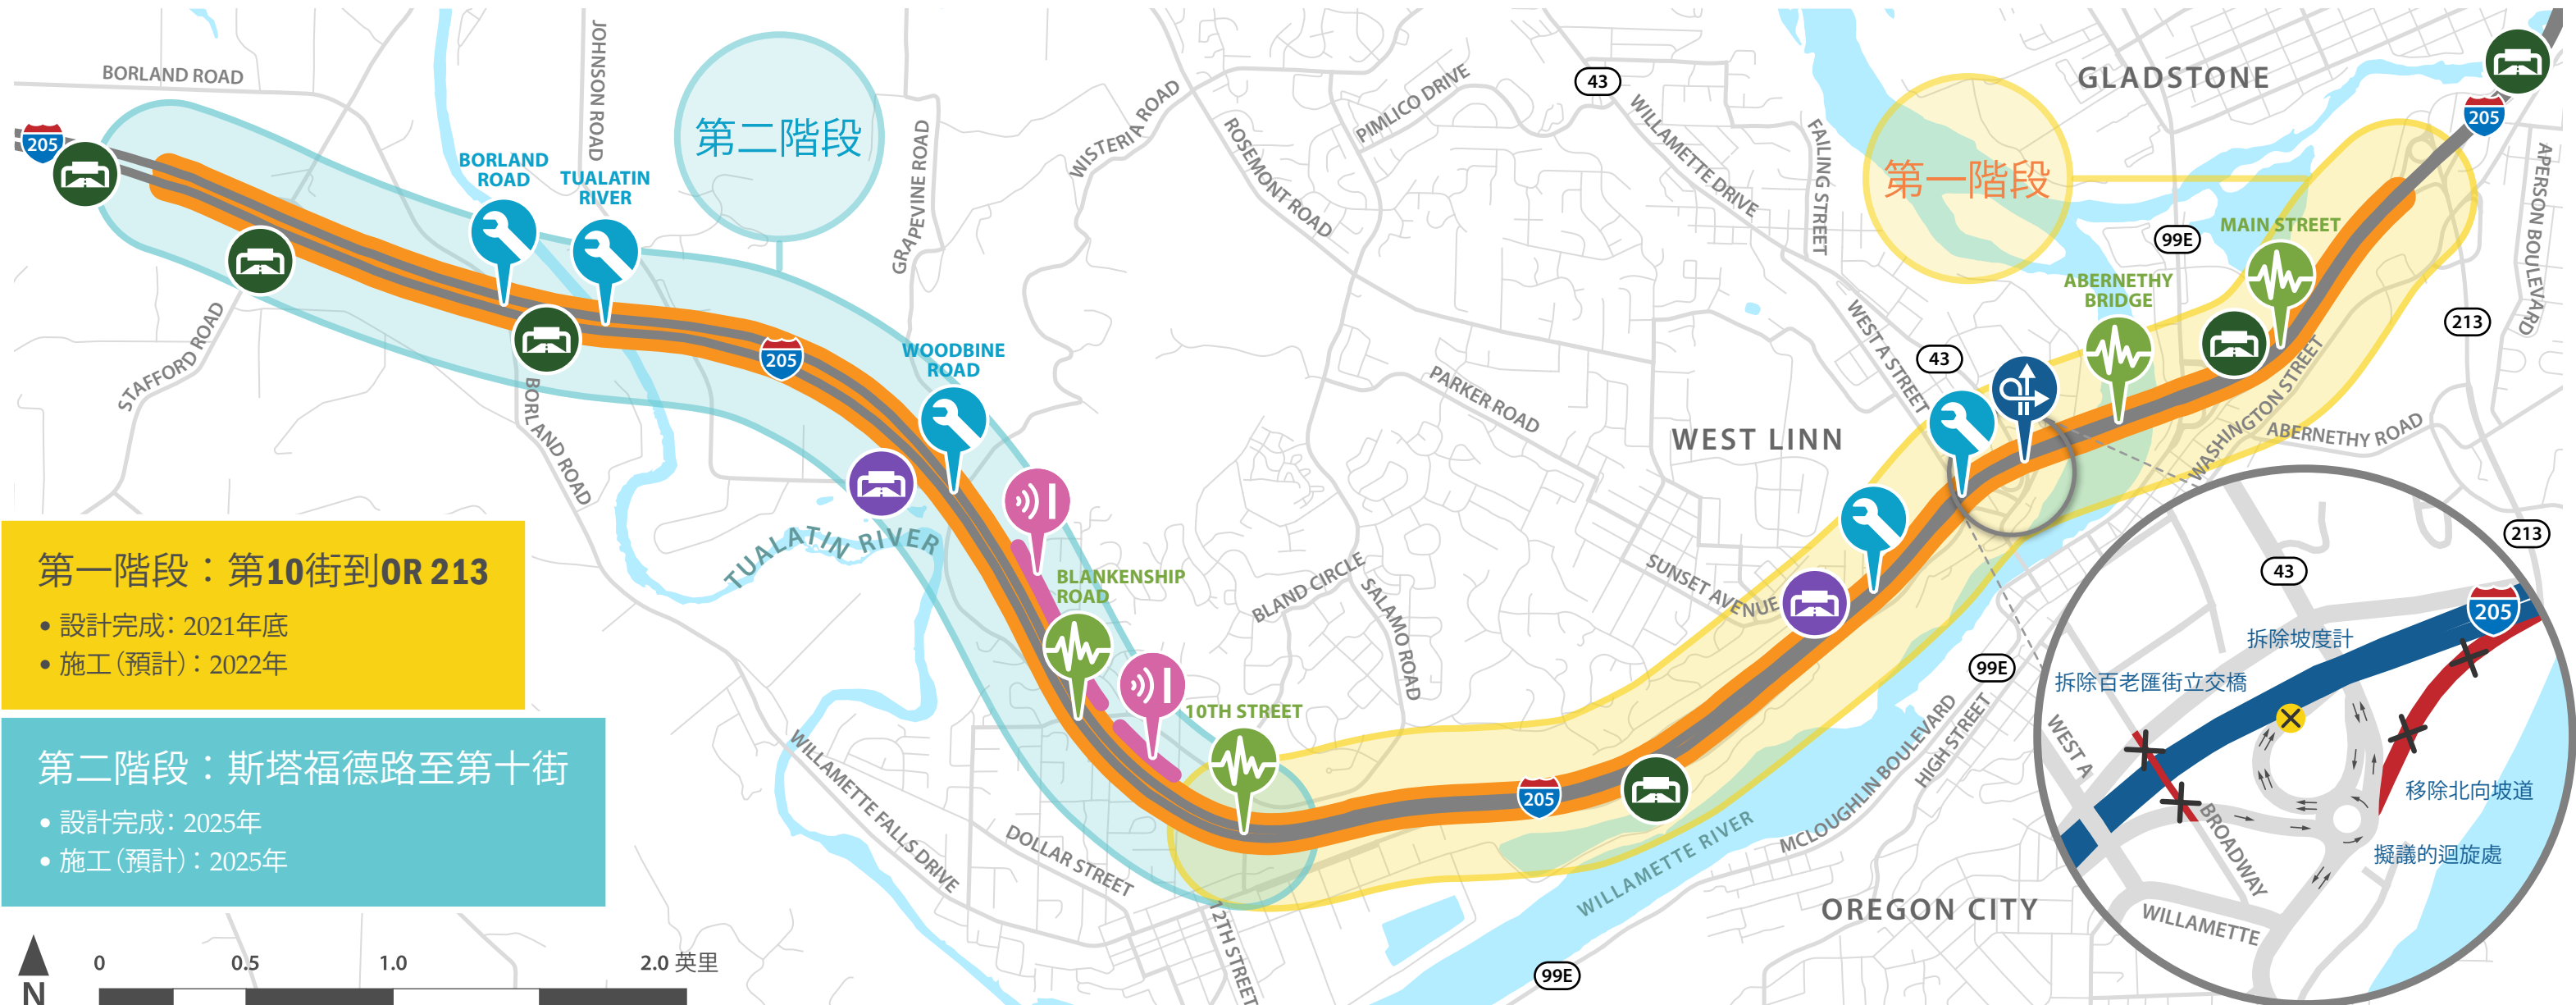 BORLAND ROAD
205
STAFFORD ROAD
BORLAND
ROAD
TUALATIN
RIVER
JOHNSON ROAD
第二階段
GRAPEVINE ROAD
WISTERIA ROAD
ROSEMONT ROAD
PIMLICO DRIVE
43
WILLAMETTE DRIVE
FAILING STREET
第一階段
GLADSTONE
205
APERSON BOULEVARD
99E
MAIN STREET
ABERNETHY
BRIDGE
213
WEST A STREET
43
205
WOODBINE
ROAD
BORLAND ROAD
PARKER ROAD
WEST LINN
WASHINGTON STREET
ABERNETHY ROAD
TUALATIN RIVER
BLANKENSHIP
ROAD
BLAND CIRCLE
SALAMO ROAD
SUNSET AVENUE
99E
10TH STREET
205
WILLAMETTE FALLS DRIVE
DOLLAR STREET
12TH STREET
WILLAMETTE RIVER
MCLOUGHLIN BOULEVARD
HIGH STREET
OREGON CITY
99E
213
43
205
拆除坡度計
拆除百老匯街立交橋
WEST A
移除北向坡道
擬議的迴旋處
BROADWAY
WILLAMETTE
第一階段：第10街到OR 213
• 設計完成：2021年底
• 施工（預計）：2022年
第二階段：斯塔福德路至第十街
• 設計完成：2025年
• 施工（預計）：2025年
0 0.5 1.0 2.0 英里
N